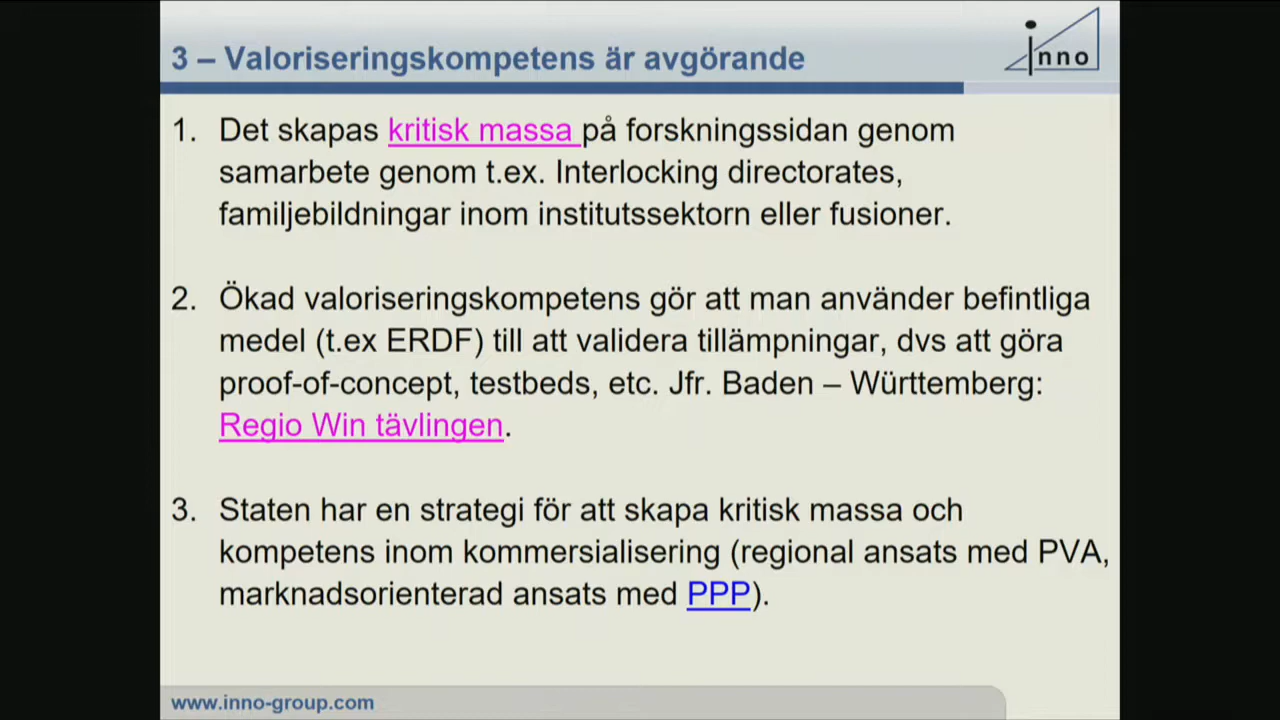 3 – Valoriseringskompetens är avgörande
inno
1. Det skapas kritisk massa på forskningssidan genom
samarbete genom t.ex. Interlocking directorates,
familjebildningar inom institutssektorn eller fusioner.
2. Ökad valoriseringskompetens gör att man använder befintliga
medel (t.ex ERDF) till att validera tillämpningar, dvs att göra
proof-of-concept, testbeds, etc. Jfr. Baden – Württemberg:
Regio Win tävlingen.
3. Staten har en strategi för att skapa kritisk massa och
kompetens inom kommersialisering (regional ansats med PVA,
marknadsorienterad ansats med PPP).
www.inno-group.com